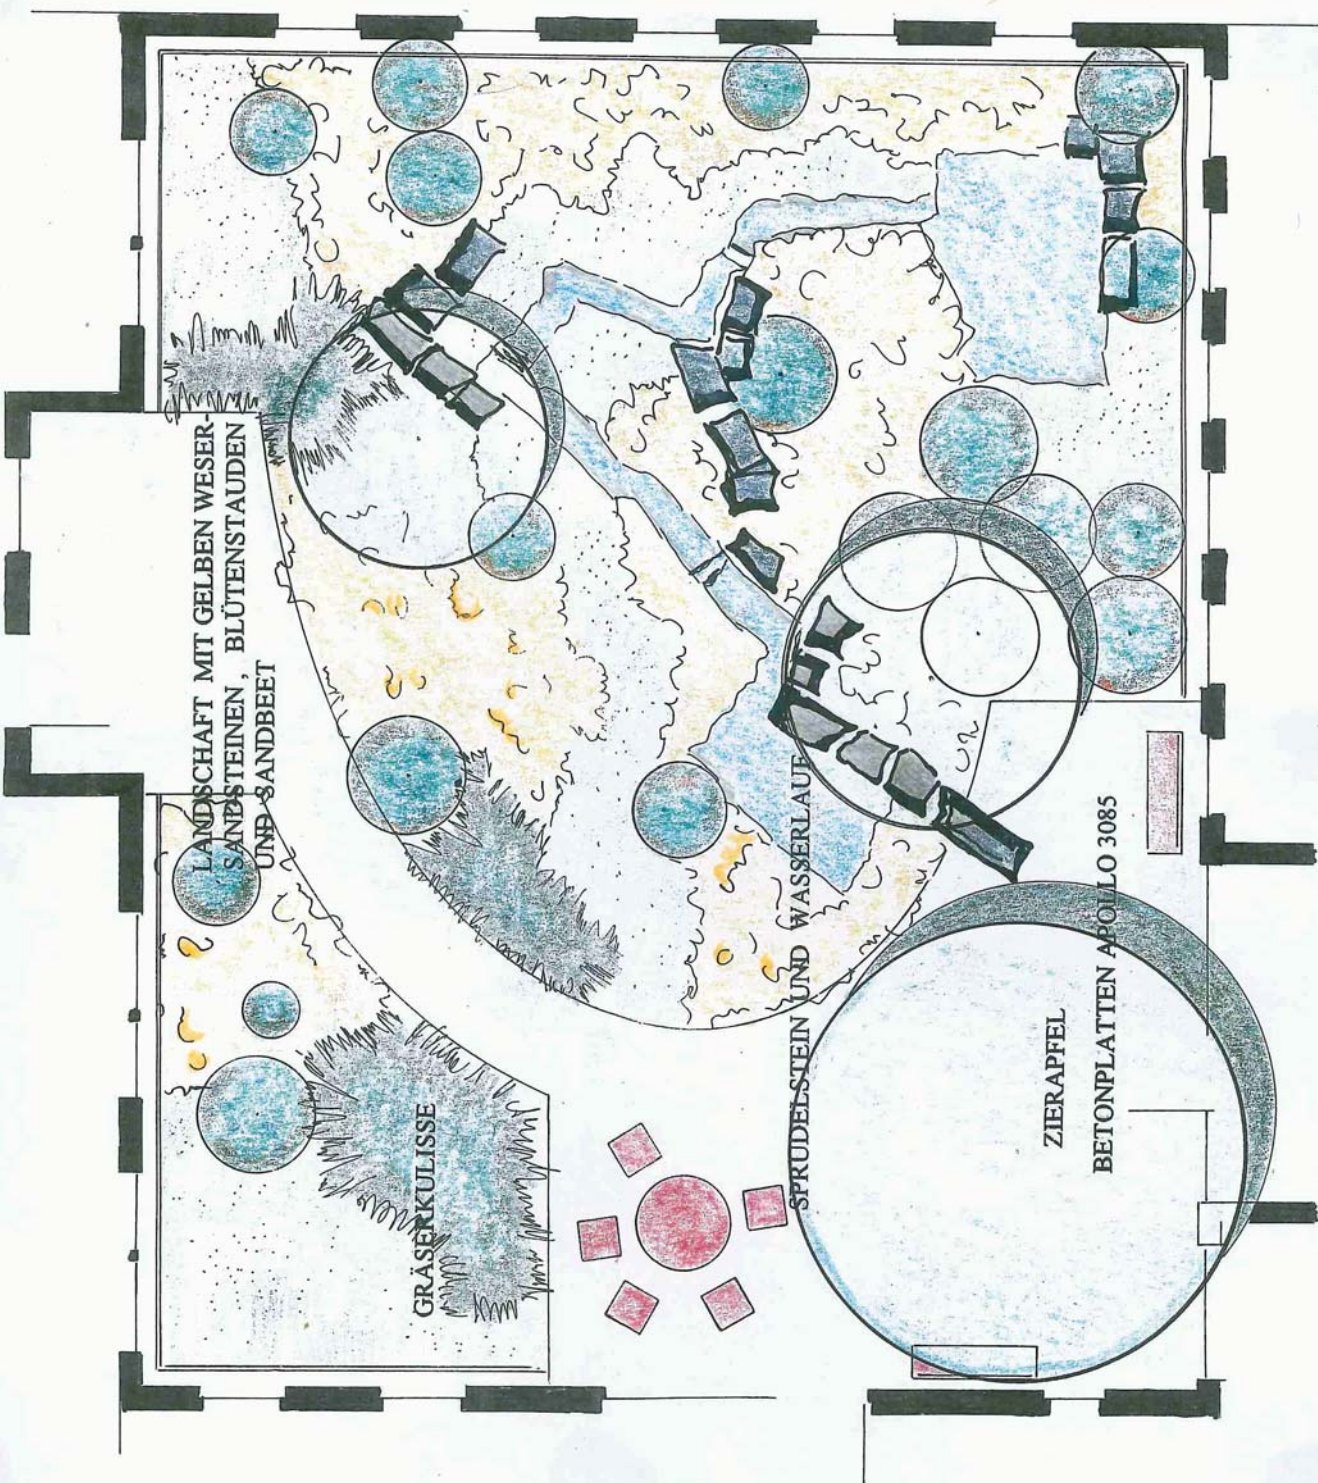 LANDSCHAFT MIT GELBEN WESER-
SANDSTEINEN, BLÜTENSTAUDEN
UND SANDBEET
GRÄSERKULISSE
SPRUDELSTEIN UND WASSERLAUF
ZIERAPFEL
BETONPLATTEN APOLLO 3085